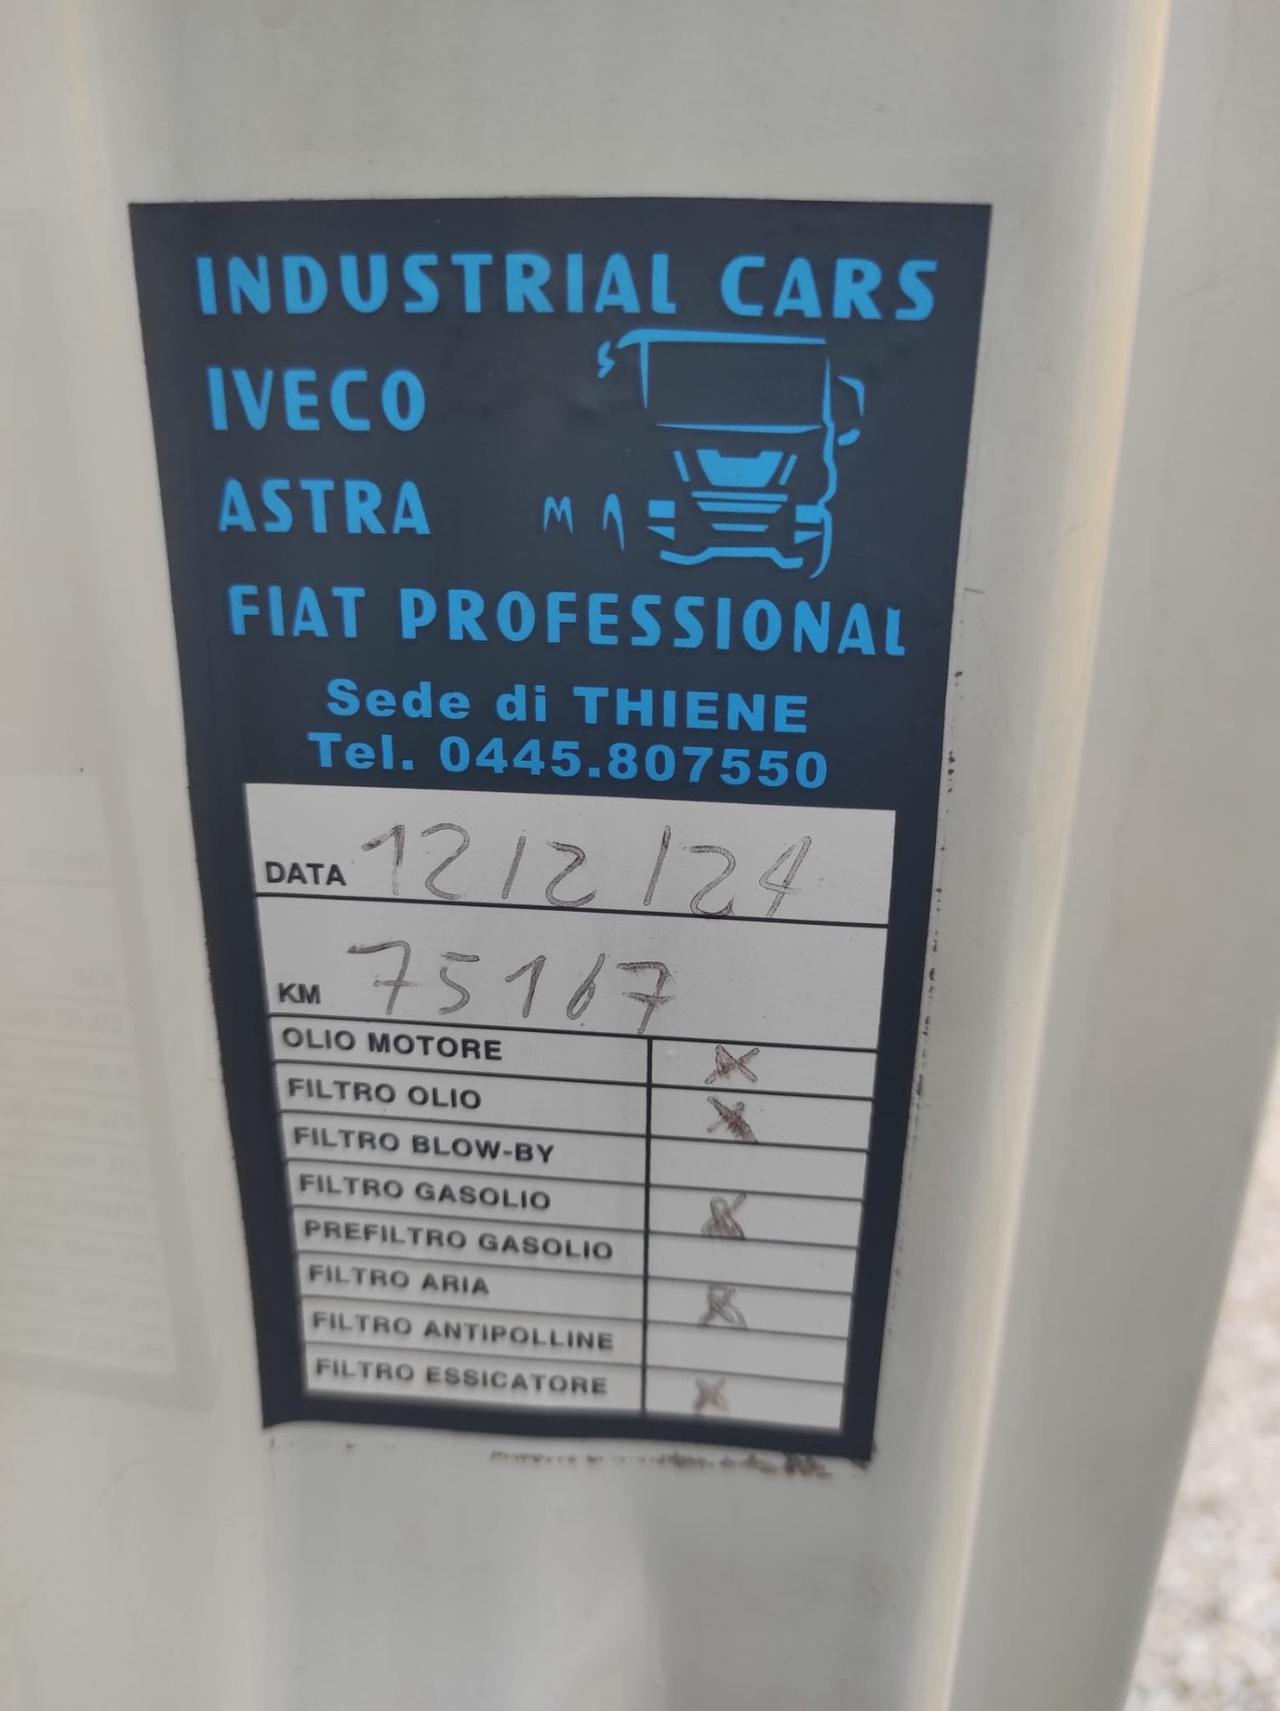 INDUSTRIAL CARS
IVECO
ASTRA
M A
FIAT PROFESSIONAL
Sede di THIENE
Tel. 0445.807550
DATA 12/2/24
KM 75167
OLIO MOTORE X
FILTRO OLIO X
FILTRO BLOW-BY
FILTRO GASOLIO X
PREFILTRO GASOLIO
FILTRO ARIA X
FILTRO ANTIPOLLINE
FILTRO ESSICATORE X